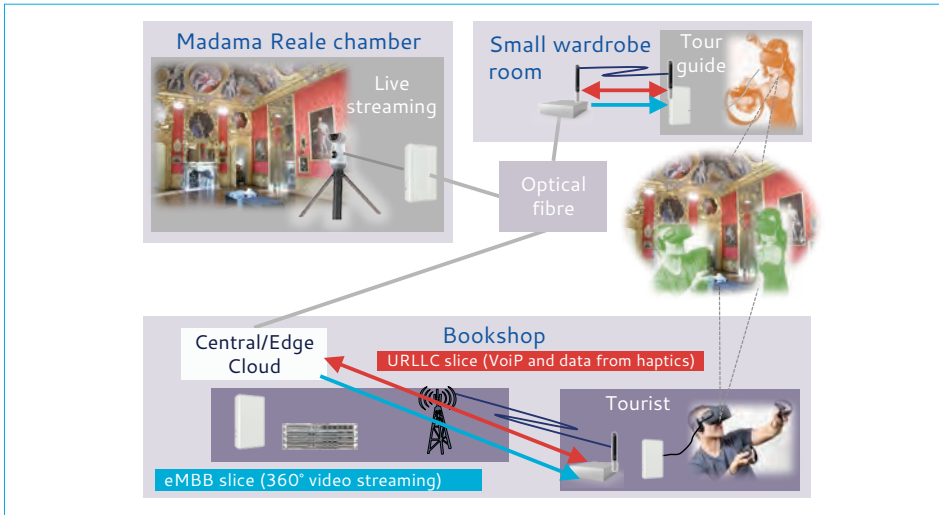 Madama Reale chamber
Live
streaming
Small wardrobe
room
Tour
guide
Optical
fibre
Bookshop
Central/Edge
Cloud
URLLC slice (VoiP and data from haptics)
Tourist
eMBB slice (360° video streaming)